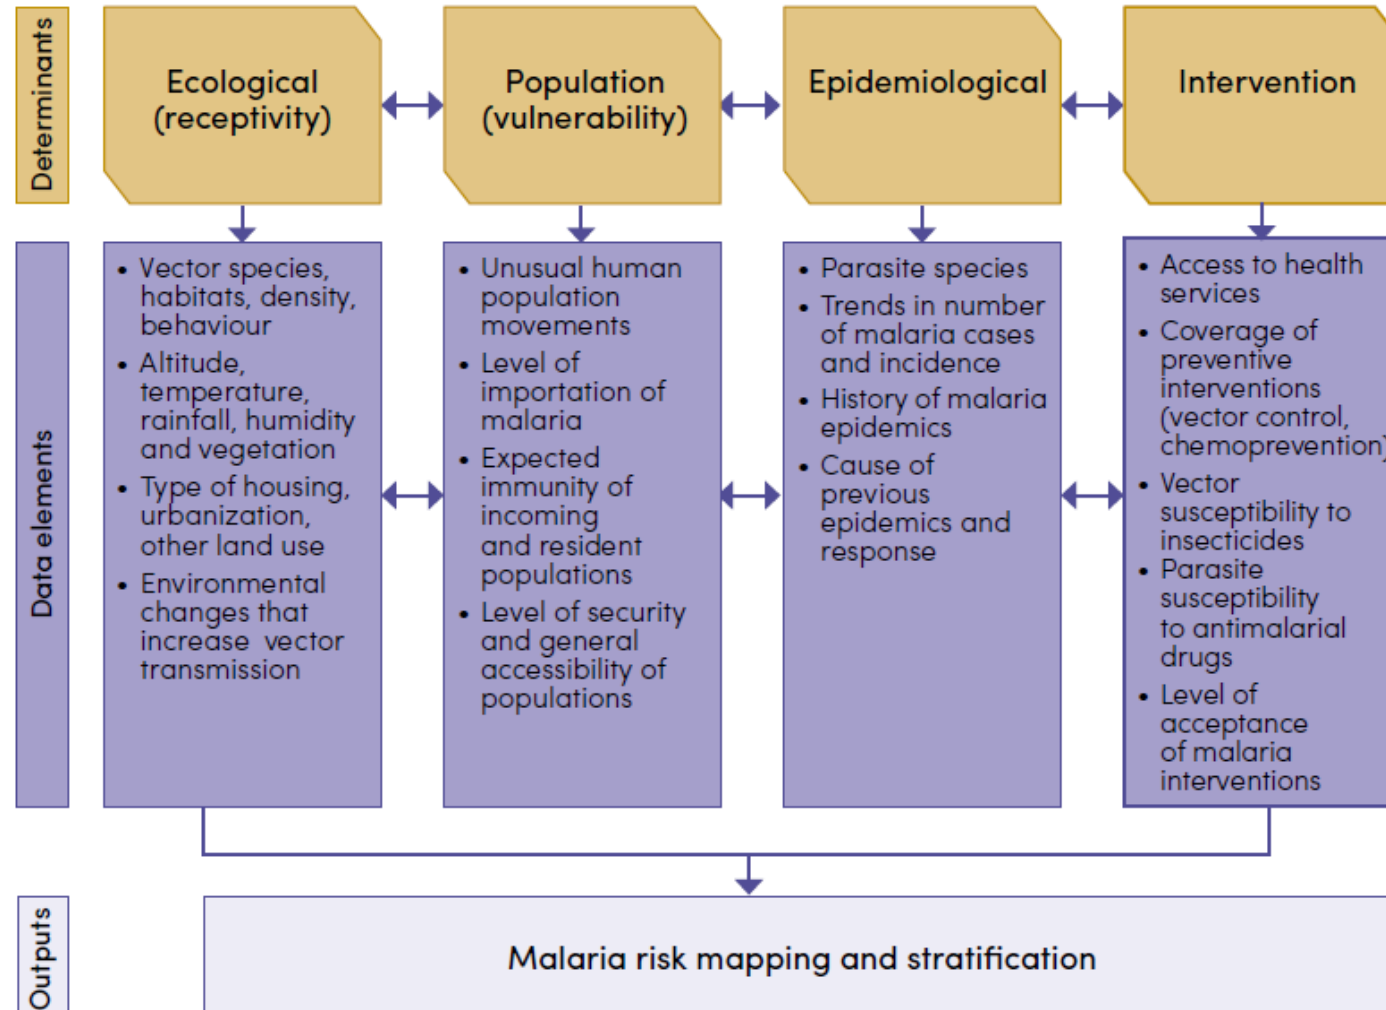 Determinants
Ecological
(receptivity)
Population
(vulnerability)
Epidemiological
Intervention
Data elements
• Vector species,
habitats, density,
behaviour
• Altitude,
temperature,
rainfall, humidity
and vegetation
• Type of housing,
urbanization,
other land use
• Environmental
changes that
increase vector
transmission
• Unusual human
population
movements
• Level of
importation of
malaria
• Expected
immunity of
incoming
and resident
populations
• Level of security
and general
accessibility of
populations
• Parasite species
• Trends in number
of malaria cases
and incidence
• History of malaria
epidemics
• Cause of
previous
epidemics and
response
• Access to health
services
• Coverage of
preventive
interventions
(vector control,
chemoprevention)
• Vector
susceptibility to
insecticides
• Parasite
susceptibility
to antimalarial
drugs
• Level of
acceptance
of malaria
interventions
Outputs
Malaria risk mapping and stratification